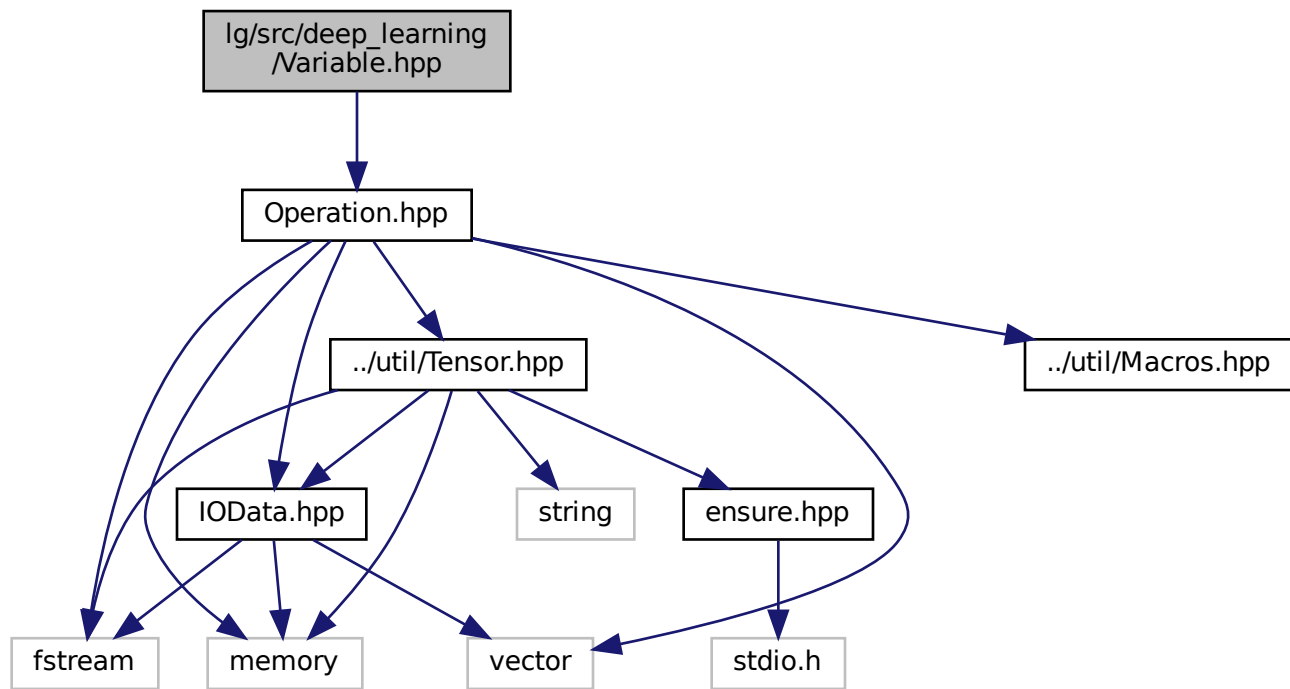 lg/src/deep_learning
/Variable.hpp
Operation.hpp
../util/Tensor.hpp
../util/Macros.hpp
IOData.hpp
string
ensure.hpp
fstream
memory
vector
stdio.h